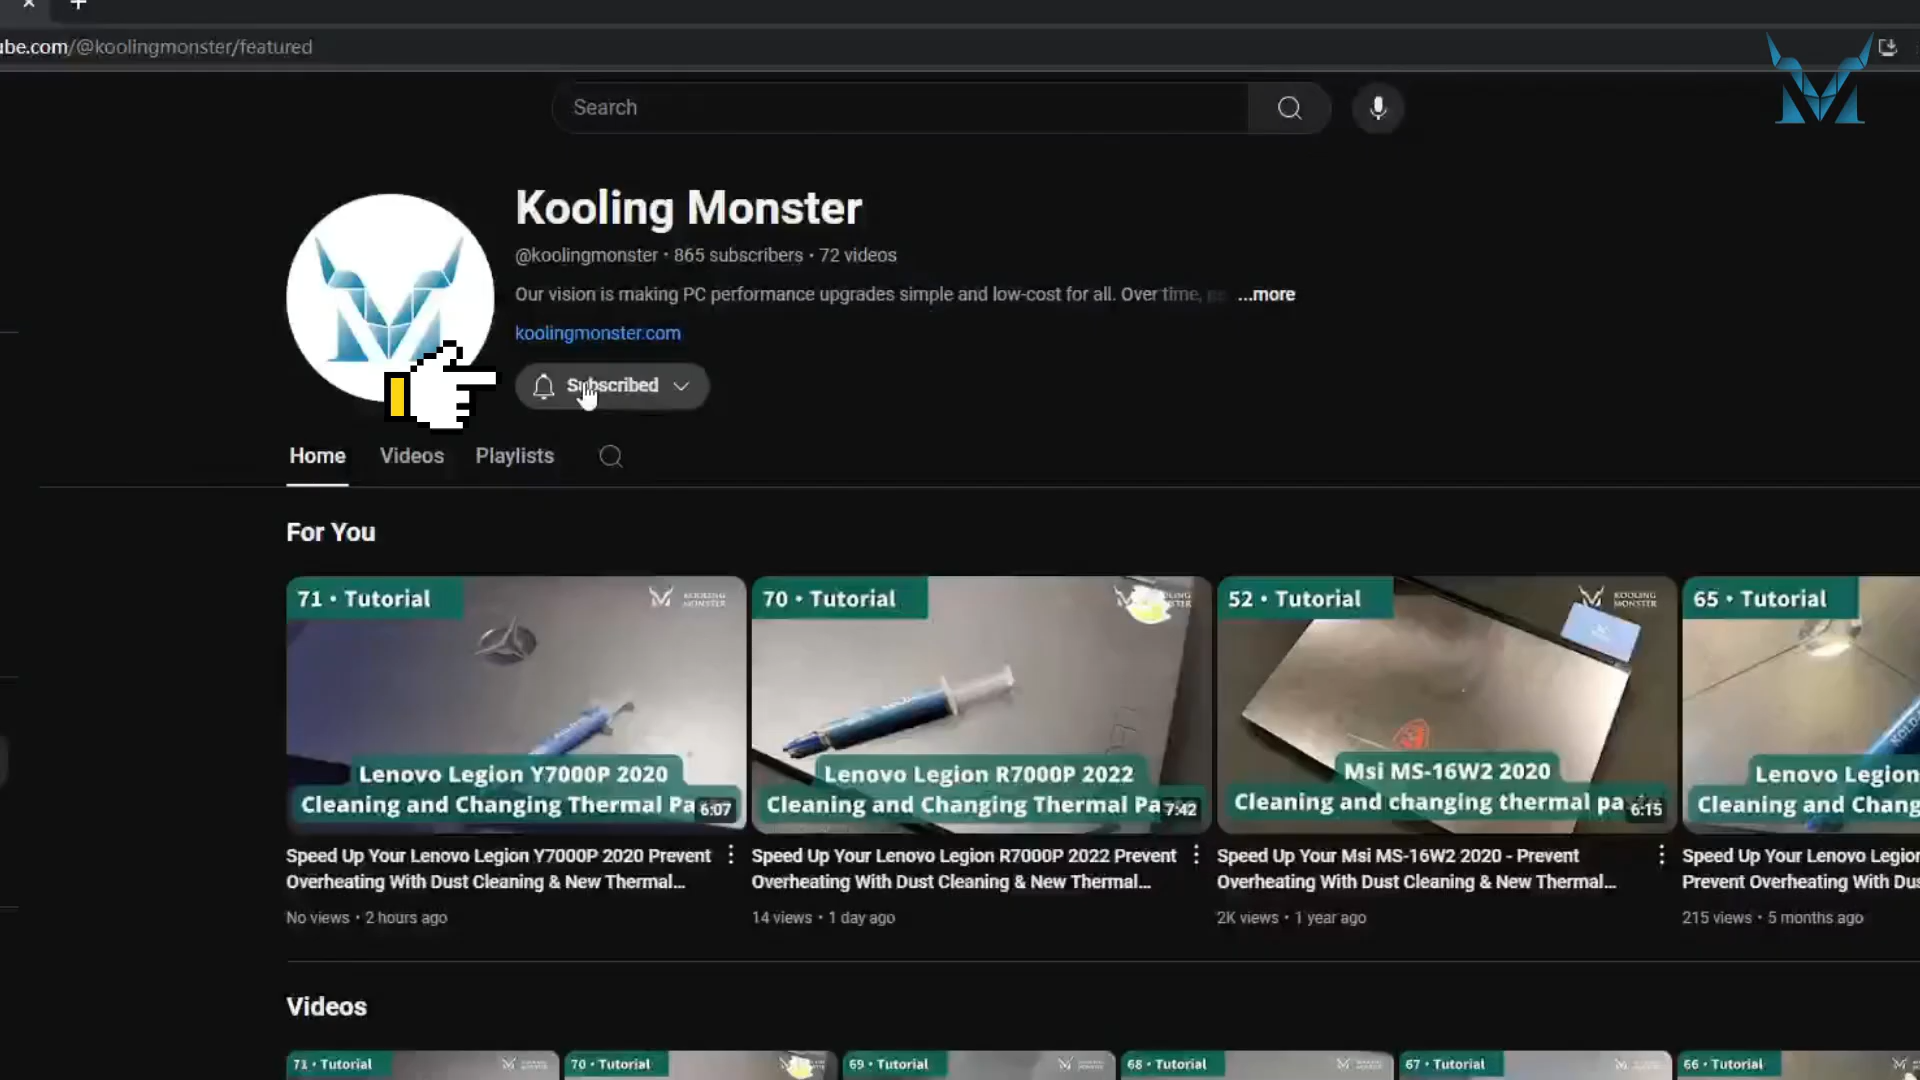 ube.com/@koolingmonster/featured
Search
Kooling Monster
@koolingmonster • 865 subscribers • 72 videos
Our vision is making PC performance upgrades simple and low-cost for all. Over time, ...more
koolingmonster.com
Subscribed
Home Videos Playlists
For You
71 • Tutorial
KOOLING MONSTER
Lenovo Legion Y7000P 2020
Cleaning and Changing Thermal Pa
6:07
Speed Up Your Lenovo Legion Y7000P 2020 Prevent
Overheating With Dust Cleaning & New Thermal...
No views • 2 hours ago
70 • Tutorial
Lenovo Legion R7000P 2022
Cleaning and Changing Thermal Pa
7:42
Speed Up Your Lenovo Legion R7000P 2022 Prevent
Overheating With Dust Cleaning & New Thermal...
14 views • 1 day ago
52 • Tutorial
KOOLING
MONSTER
Msi MS-16W2 2020
Cleaning and changing thermal pa
6:15
Speed Up Your Msi MS-16W2 2020 - Prevent
Overheating With Dust Cleaning & New Thermal...
2K views • 1 year ago
65 • Tutorial
Lenovo Legion
Cleaning and Chang
Speed Up Your Lenovo Legion
Prevent Overheating With Dus
215 views • 5 months ago
Videos
71 • Tutorial
70 • Tutorial
69 • Tutorial
68 • Tutorial
67 • Tutorial
66 • Tutorial